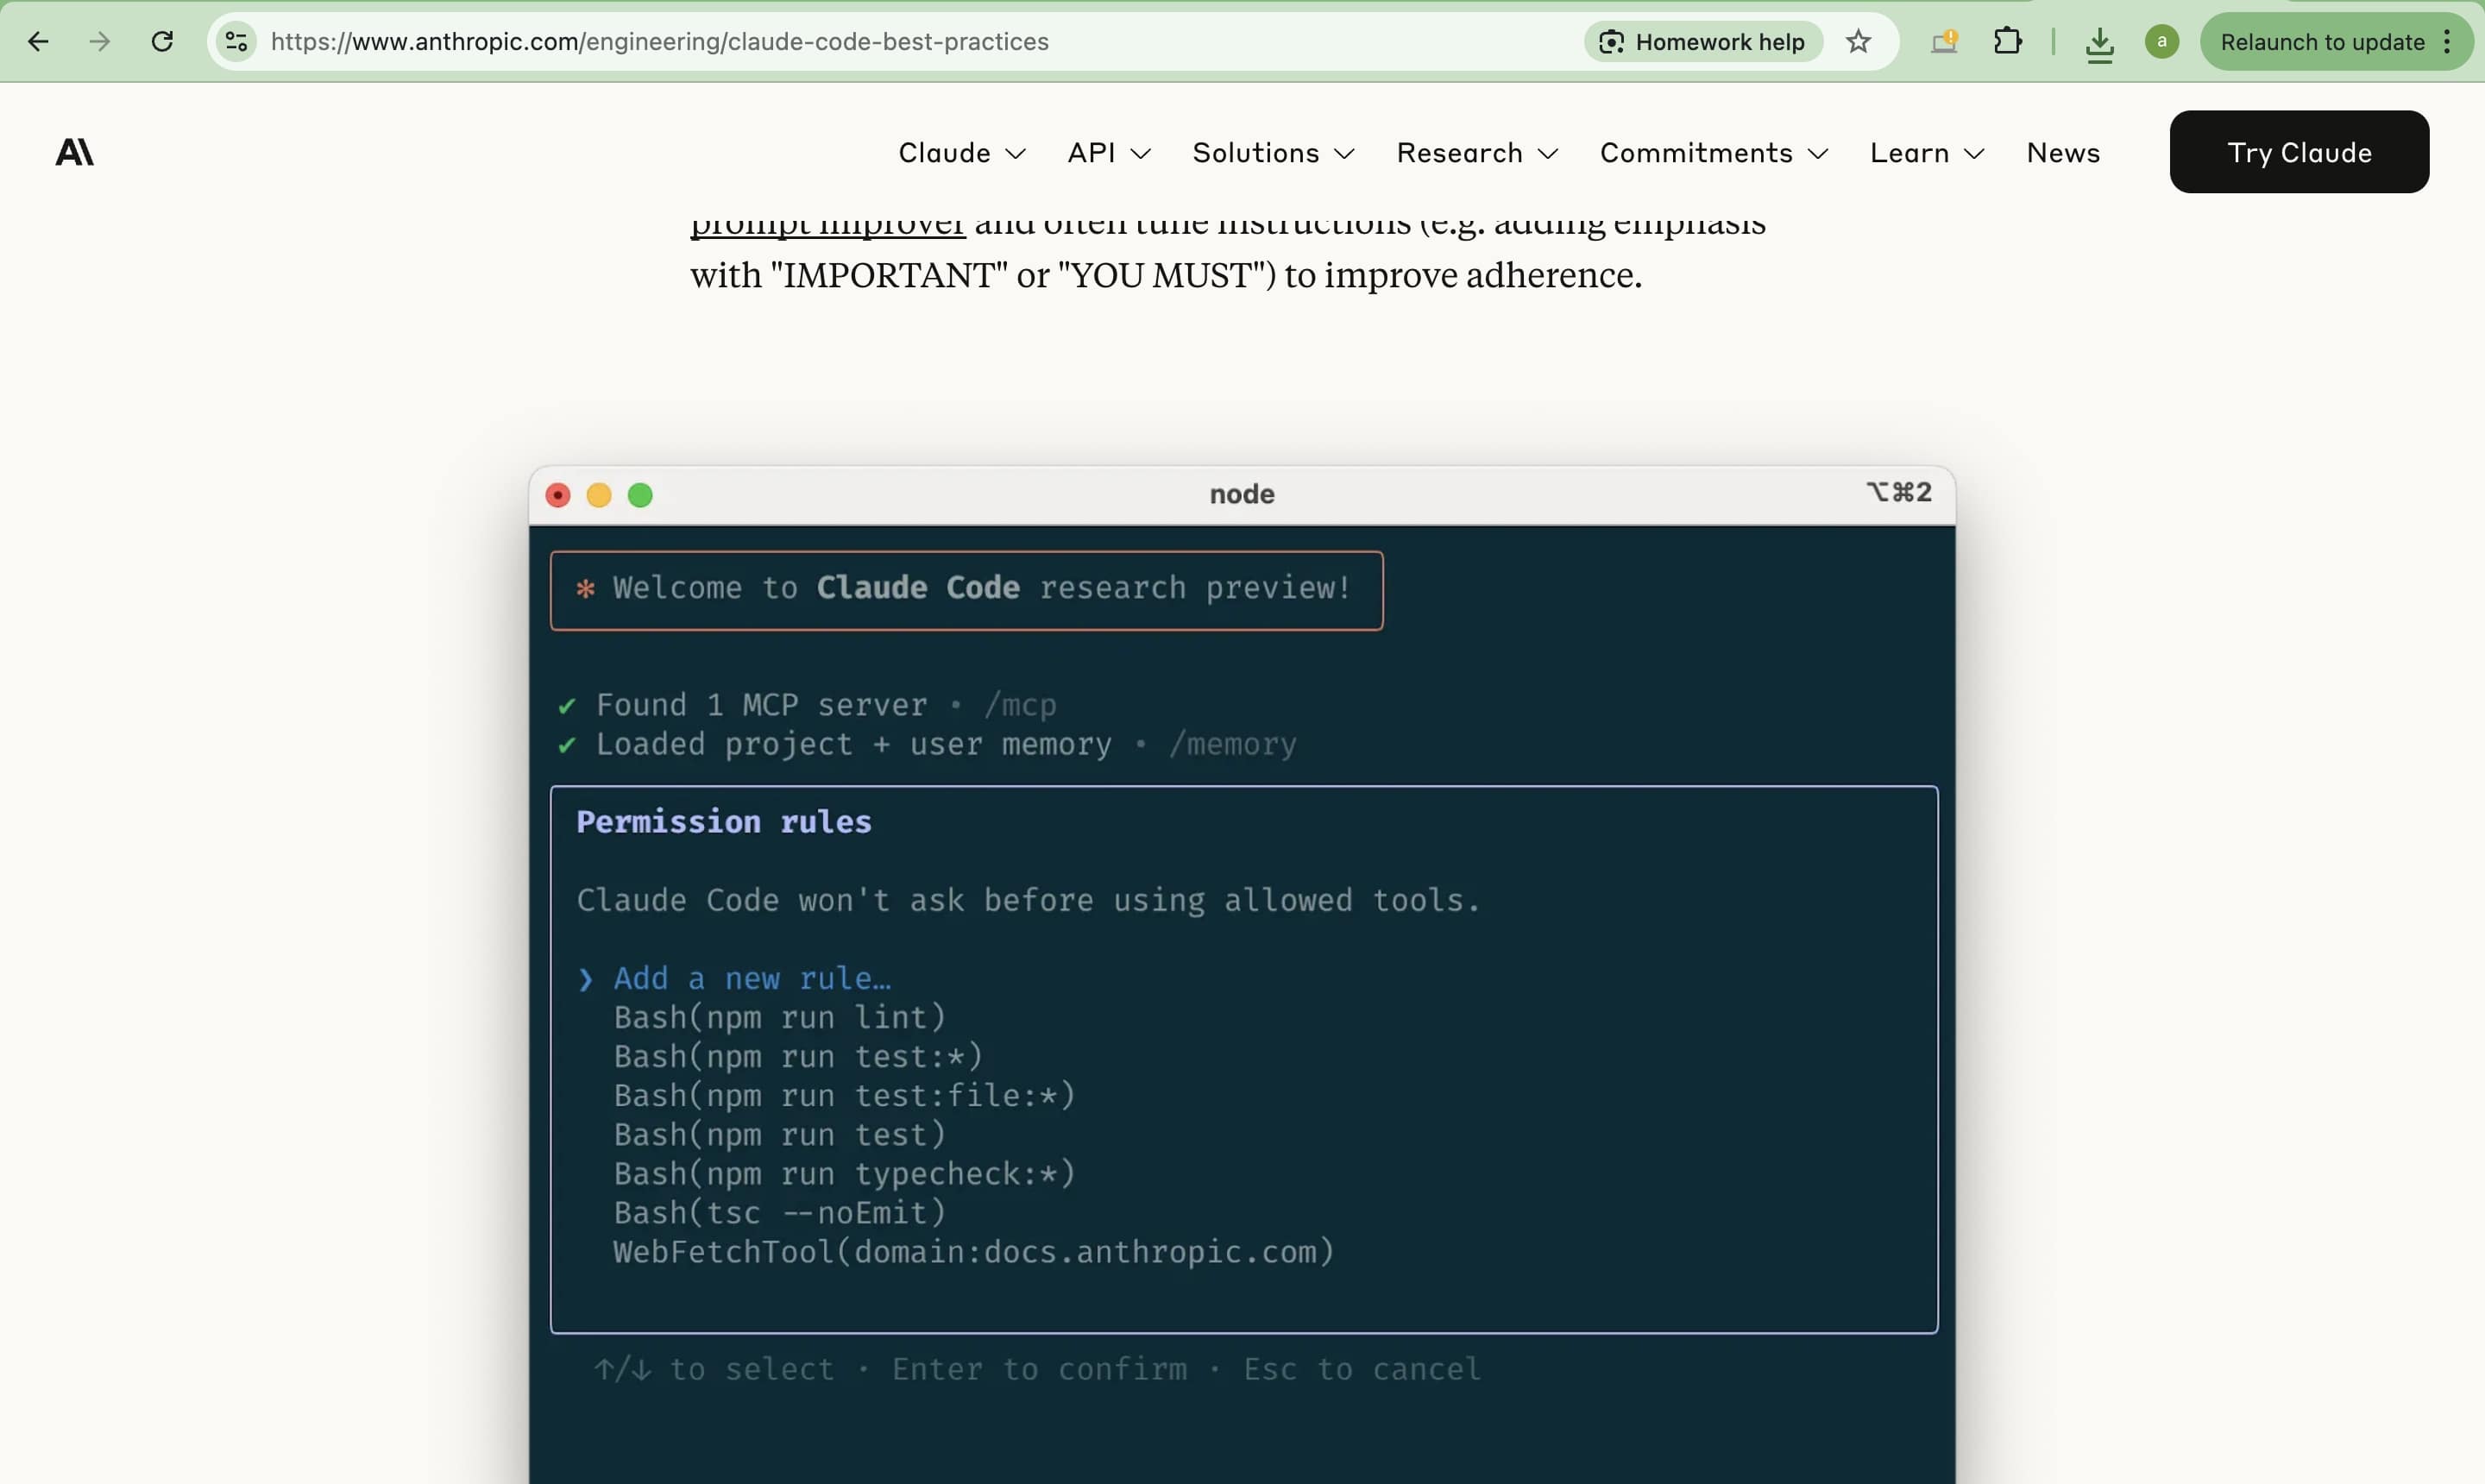 https://www.anthropic.com/engineering/claude-code-best-practices
Homework help
a
Relaunch to update
A\
Claude
API
Solutions
Research
Commitments
Learn
News
Try Claude
prompt improver and often tune instructions (e.g. adding emphasis
with "IMPORTANT" or "YOU MUST") to improve adherence.
node
⌥⌘2
✻ Welcome to Claude Code research preview!
✔ Found 1 MCP server • /mcp
✔ Loaded project + user memory • /memory
Permission rules
Claude Code won't ask before using allowed tools.
❯ Add a new rule…
Bash(npm run lint)
Bash(npm run test:*)
Bash(npm run test:file:*)
Bash(npm run test)
Bash(npm run typecheck:*)
Bash(tsc --noEmit)
WebFetchTool(domain:docs.anthropic.com)
↑/↓ to select · Enter to confirm · Esc to cancel